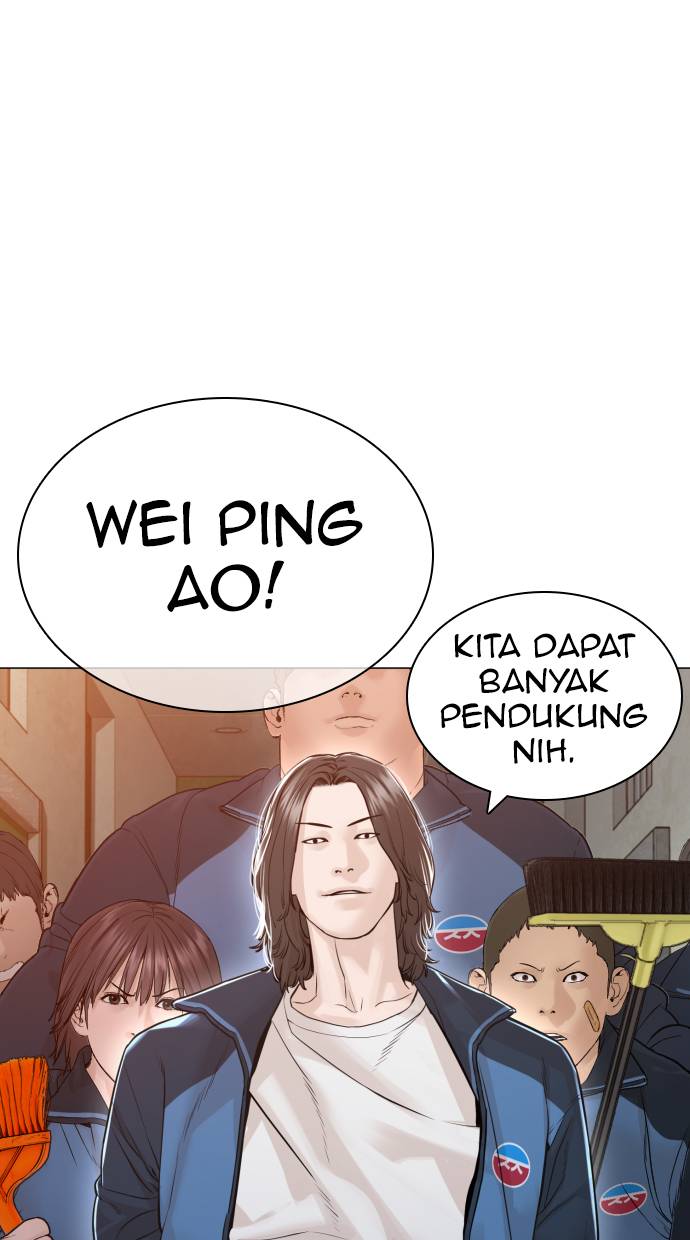 WEI PING
AO!
KITA DAPAT
BANYAK
PENDUKUNG
NIH.